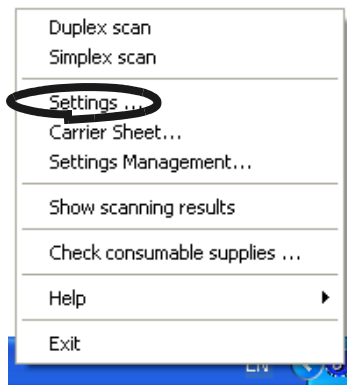 Duplex scan
Simplex scan
Settings ...
Carrier Sheet...
Settings Management...
Show scanning results
Check consumable supplies ...
Help
Exit
EN